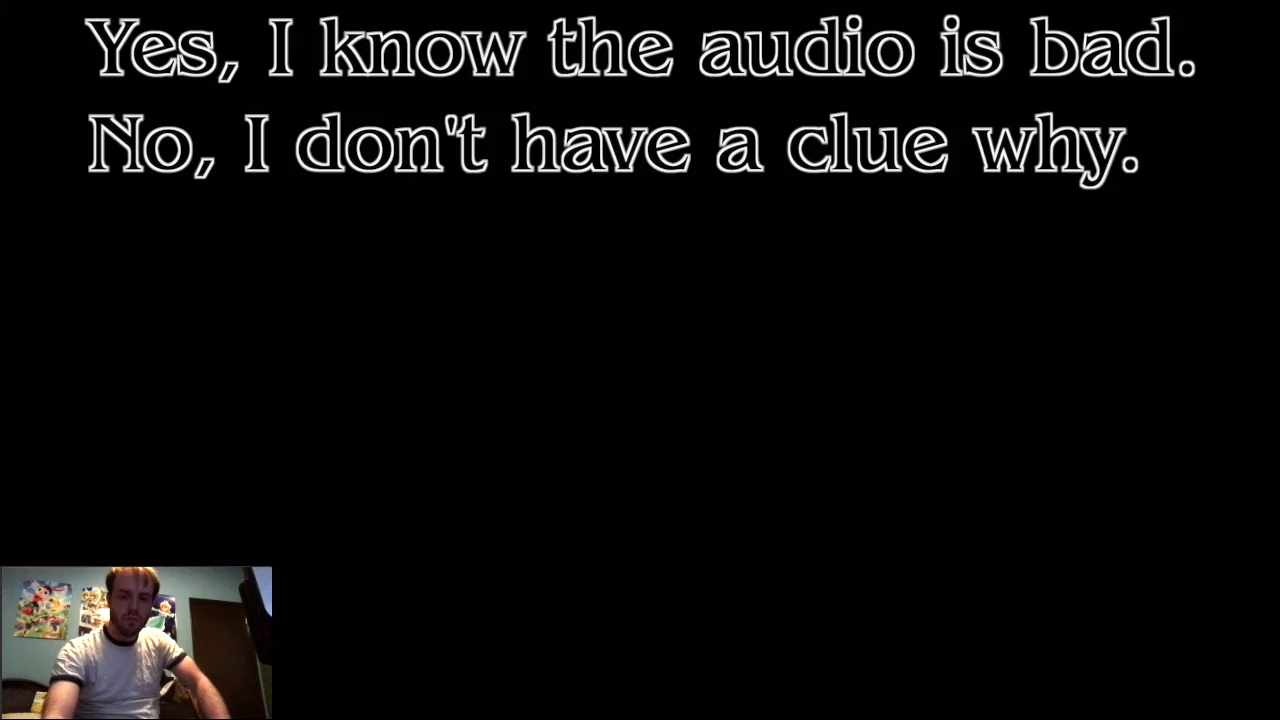 Yes, I know the audio is bad.
No, I don't have a clue why.